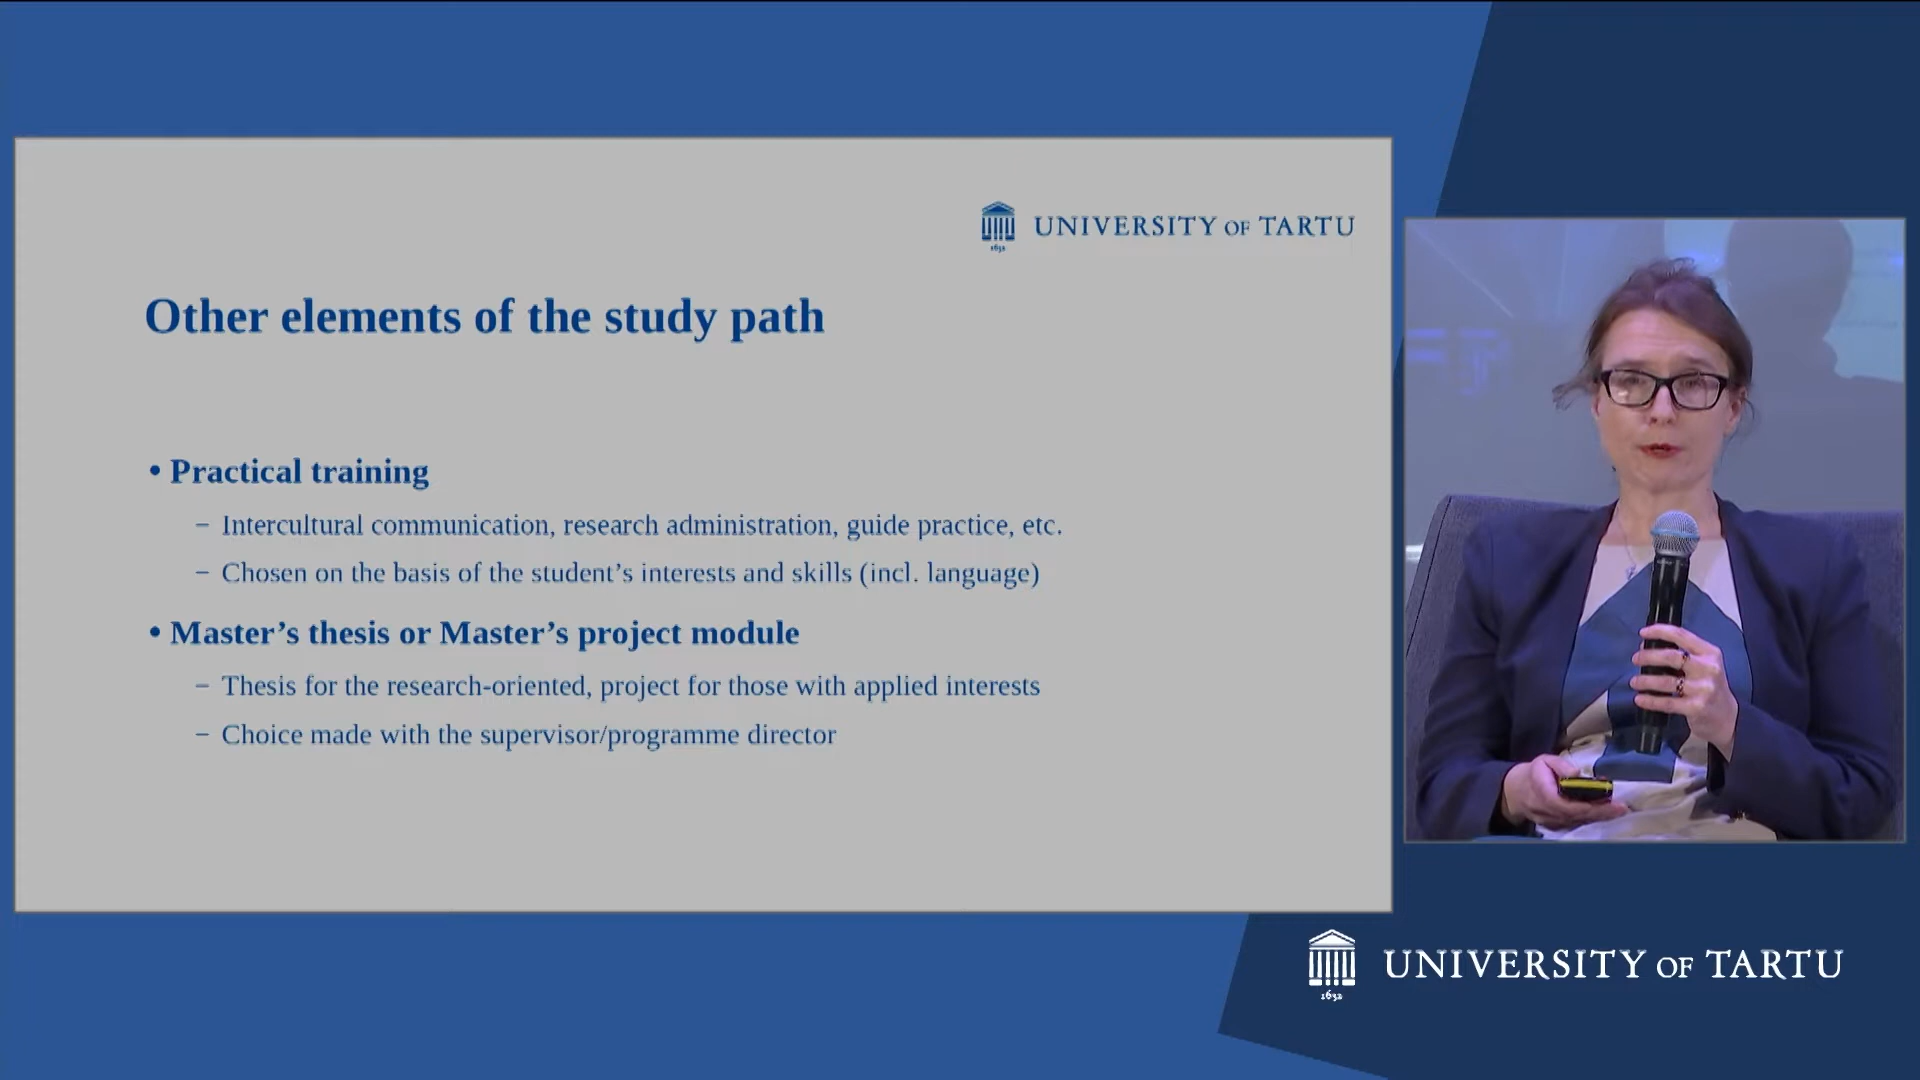 UNIVERSITY OF TARTU
1632
Other elements of the study path
• Practical training
– Intercultural communication, research administration, guide practice, etc.
– Chosen on the basis of the student’s interests and skills (incl. language)
• Master’s thesis or Master’s project module
– Thesis for the research-oriented, project for those with applied interests
– Choice made with the supervisor/programme director
UNIVERSITY OF TARTU
1632